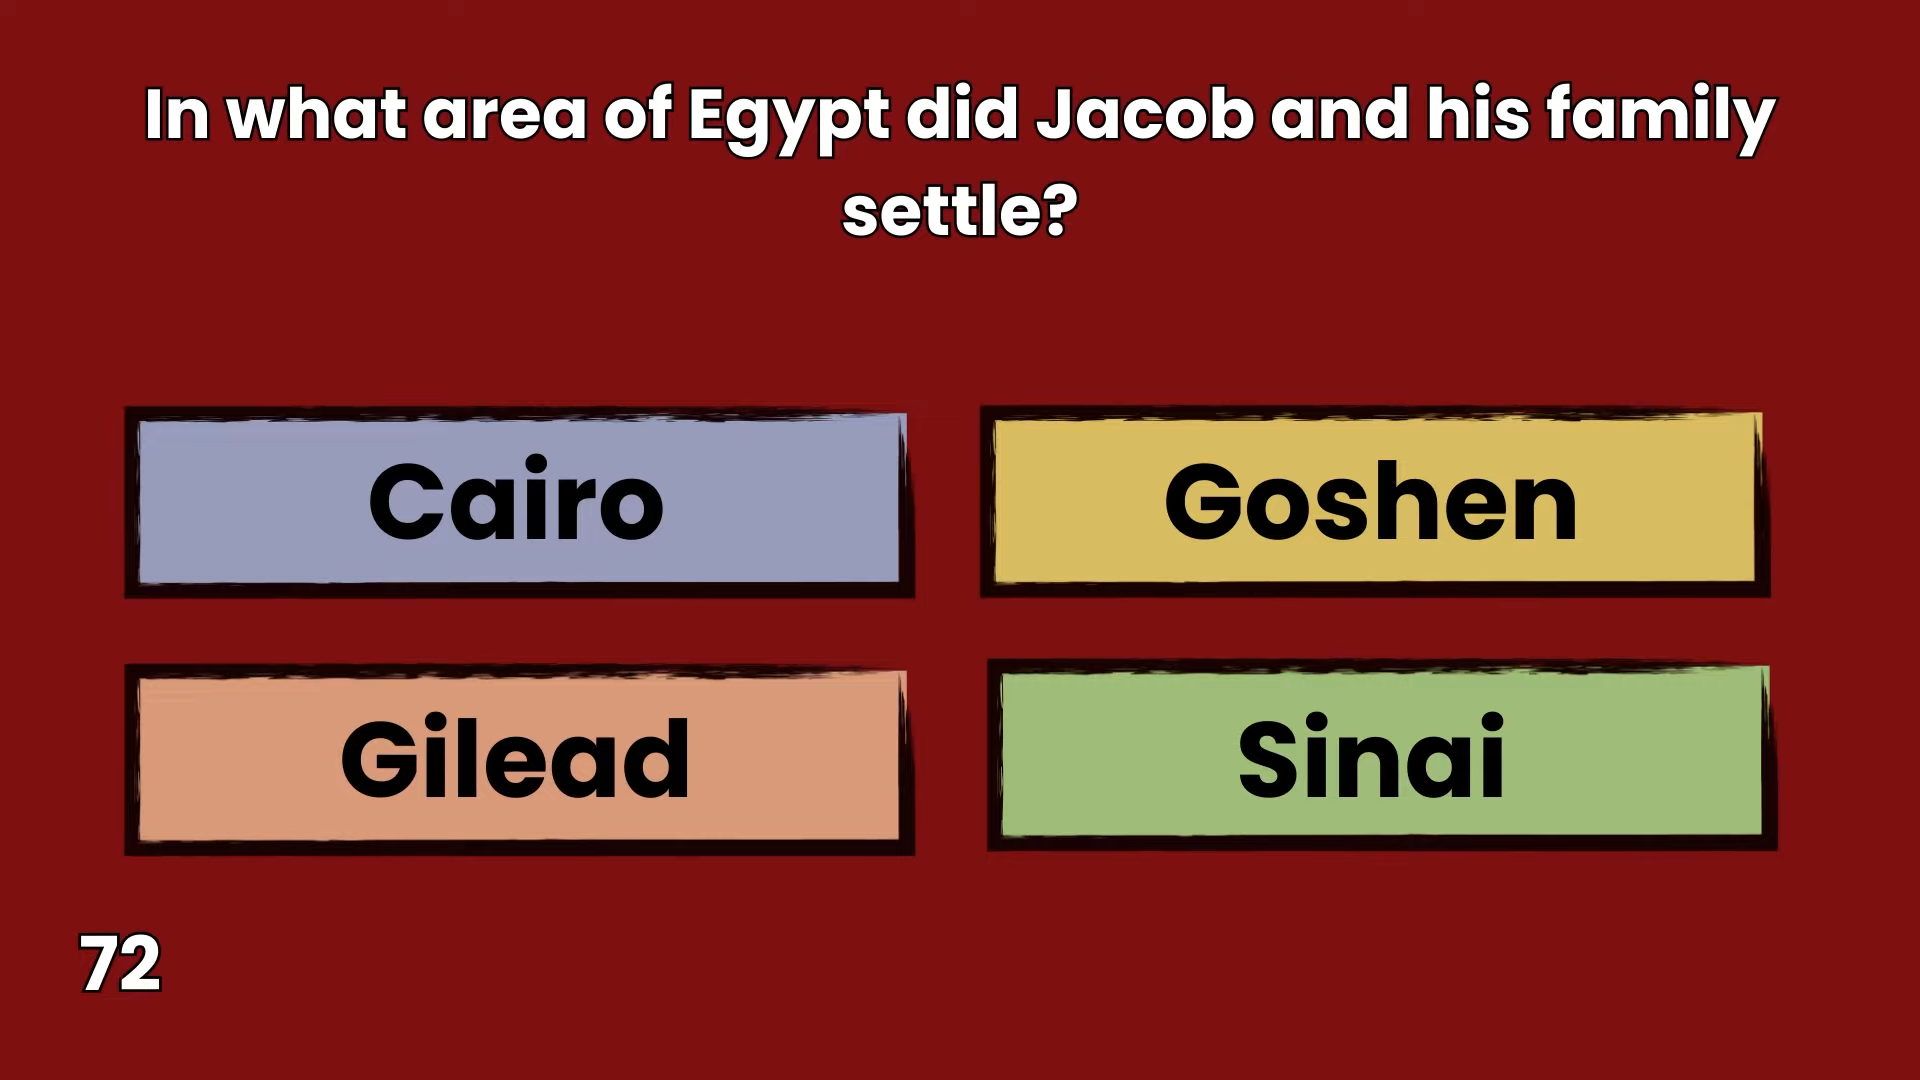 In what area of Egypt did Jacob and his family
settle?
Cairo
Goshen
Gilead
Sinai
72